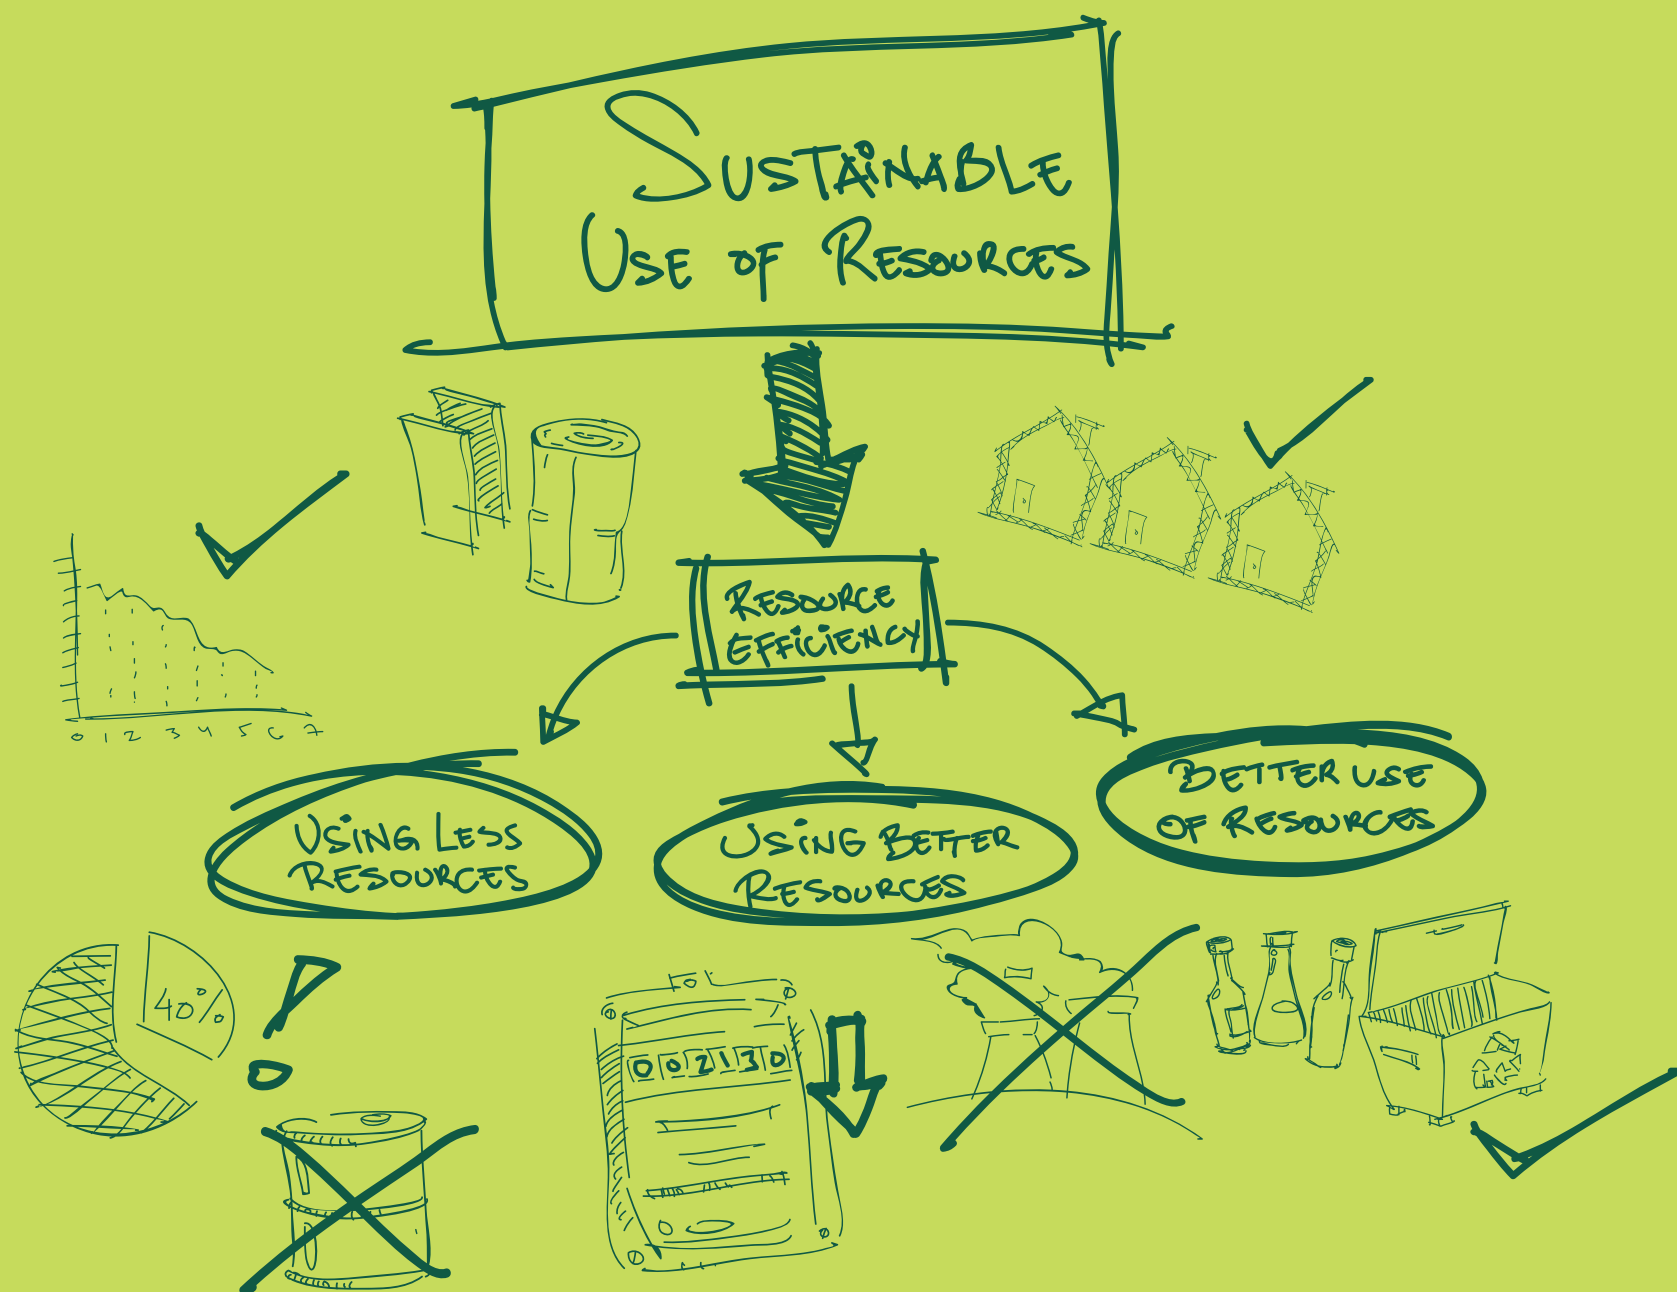 SUSTAINABLE
USE OF RESOURCES
RESOURCE
EFFICIENCY
0 1 2 3 4 5 6 7
USING LESS
RESOURCES
USING BETTER
RESOURCES
BETTER USE
OF RESOURCES
40%
002130